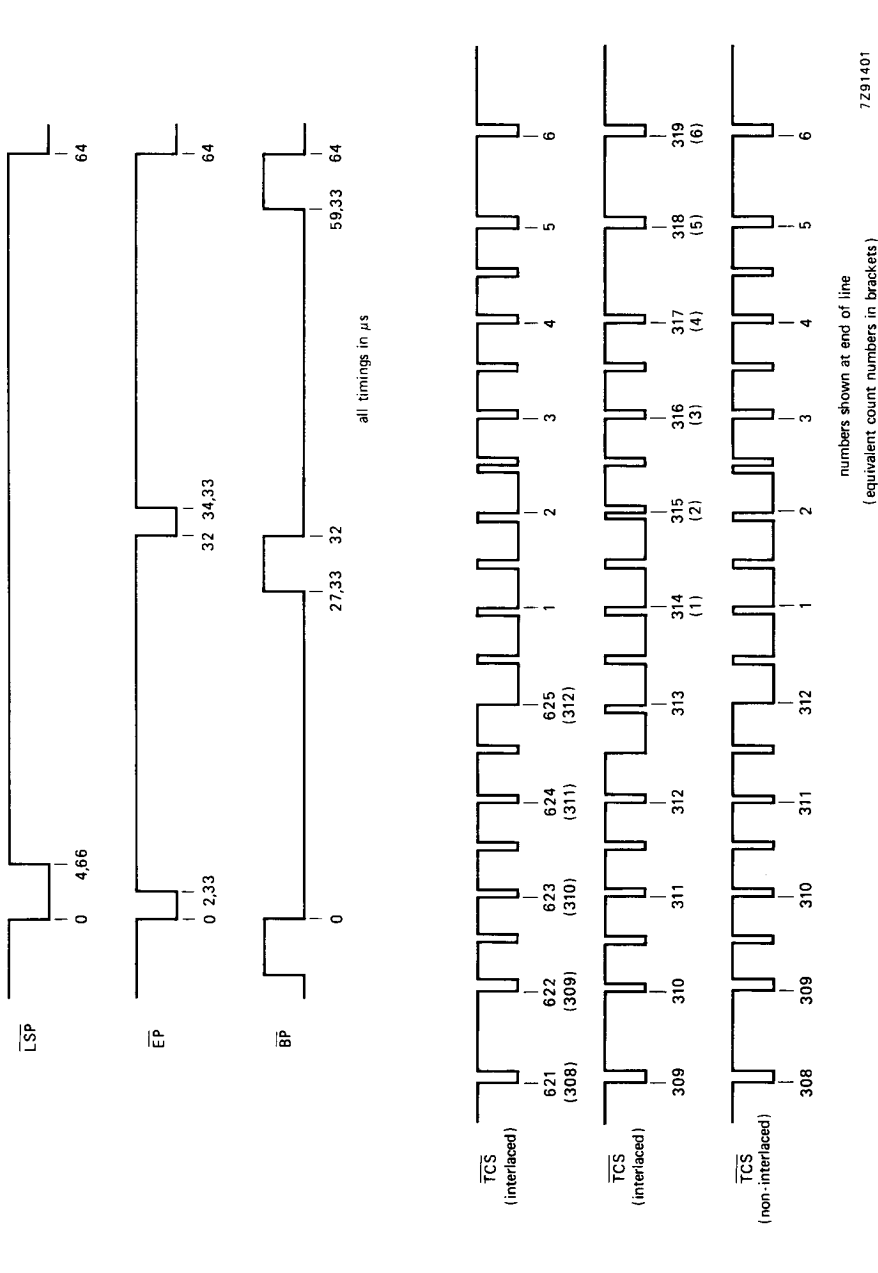 LSP
0 4,66 64
EP
0 2,33 32 34,33 64
BP
0 27,33 32 59,33 64
all timings in µs
TCS
(interlaced)
621 622 623 624 625 1 2 3 4 5 6
(308) (309) (310) (311) (312)
TCS
(interlaced)
309 310 311 312 313 314 315 316 317 318 319
(1) (2) (3) (4) (5) (6)
TCS
(non-interlaced)
308 309 310 311 312 1 2 3 4 5 6
numbers shown at end of line
(equivalent count numbers in brackets)
7Z91401